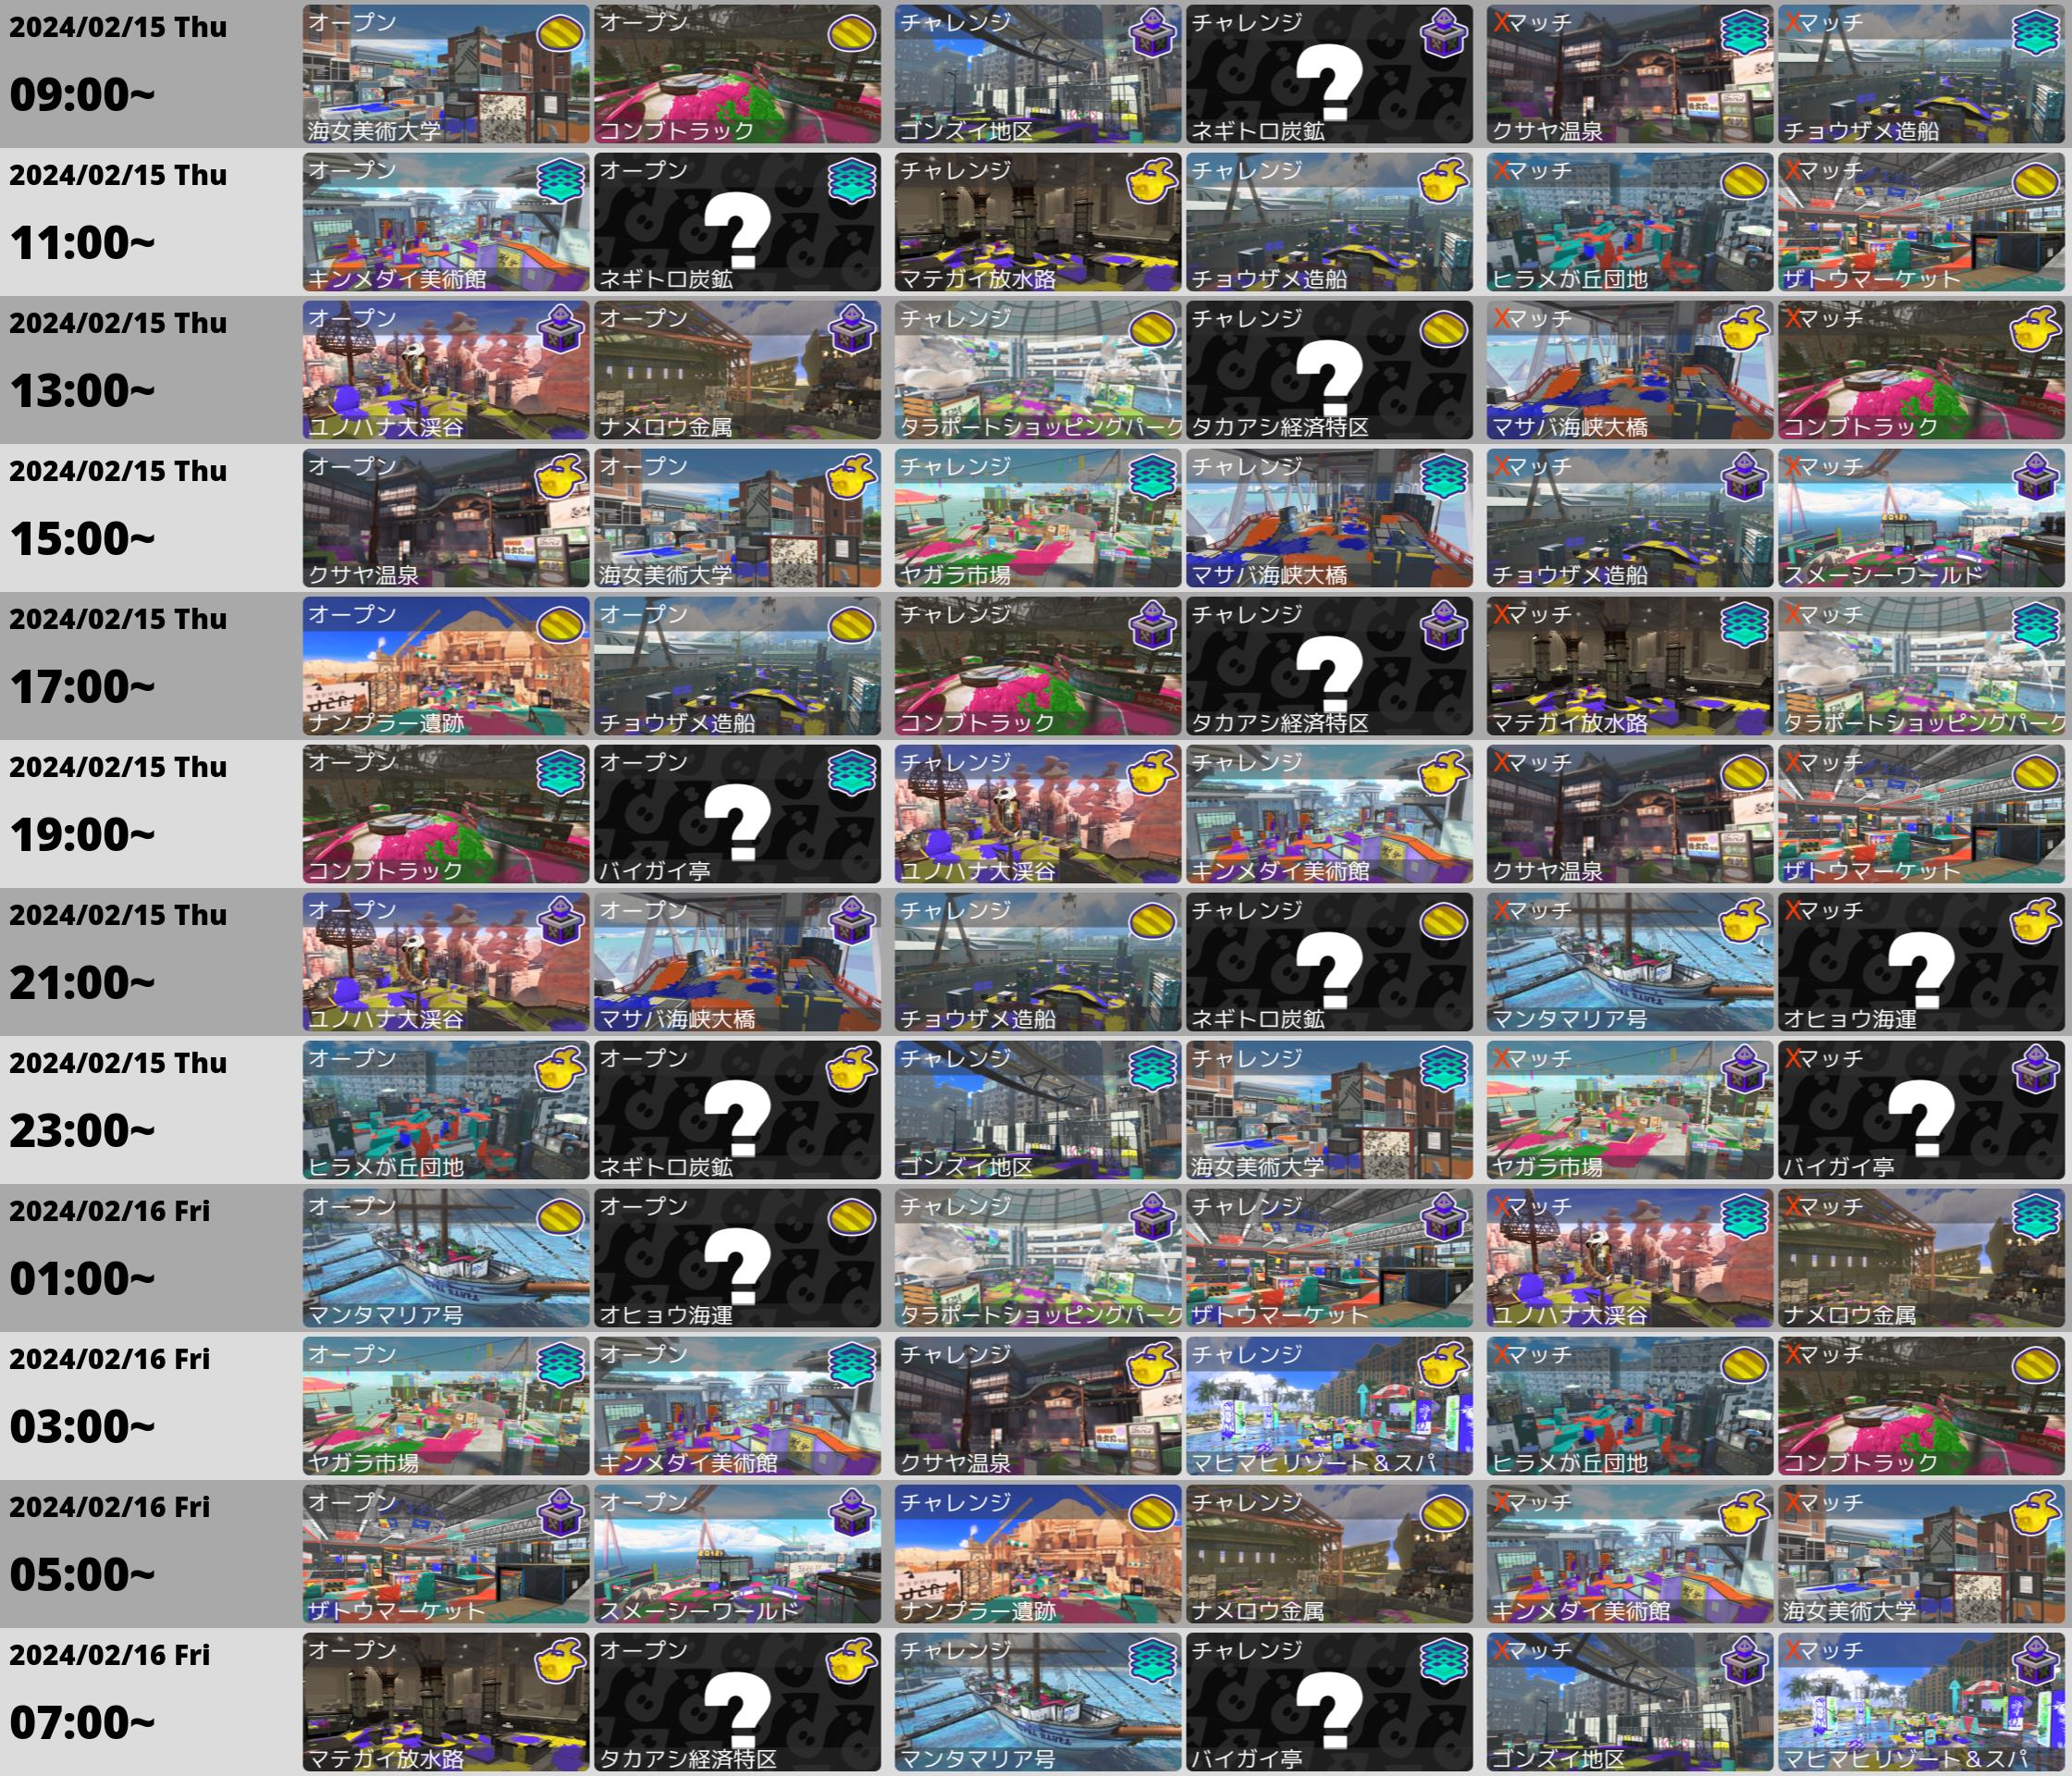 2024/02/15 Thu
09:00~
オープン オープン チャレンジ チャレンジ Xマッチ Xマッチ
海女美術大学 コンブトラック ゴンズイ地区 ネギトロ炭鉱 クサヤ温泉 チョウザメ造船
2024/02/15 Thu
11:00~
オープン オープン チャレンジ チャレンジ Xマッチ Xマッチ
キンメダイ美術館 ネギトロ炭鉱 マテガイ放水路 チョウザメ造船 ヒラメが丘団地 ザトウマーケット
2024/02/15 Thu
13:00~
オープン オープン チャレンジ チャレンジ Xマッチ Xマッチ
ユノハナ大渓谷 ナメロウ金属 タラポートショッピングパーク タカアシ経済特区 マサバ海峡大橋 コンブトラック
2024/02/15 Thu
15:00~
オープン オープン チャレンジ チャレンジ Xマッチ Xマッチ
クサヤ温泉 海女美術大学 ヤガラ市場 マサバ海峡大橋 チョウザメ造船 スメーシーワールド
2024/02/15 Thu
17:00~
オープン オープン チャレンジ チャレンジ Xマッチ Xマッチ
ナンプラー遺跡 チョウザメ造船 コンブトラック タカアシ経済特区 マテガイ放水路 タラポートショッピングパーク
2024/02/15 Thu
19:00~
オープン オープン チャレンジ チャレンジ Xマッチ Xマッチ
コンブトラック バイガイ亭 ユノハナ大渓谷 キンメダイ美術館 クサヤ温泉 ザトウマーケット
2024/02/15 Thu
21:00~
オープン オープン チャレンジ チャレンジ Xマッチ Xマッチ
ユノハナ大渓谷 マサバ海峡大橋 チョウザメ造船 ネギトロ炭鉱 マンタマリア号 オヒョウ海運
2024/02/15 Thu
23:00~
オープン オープン チャレンジ チャレンジ Xマッチ Xマッチ
ヒラメが丘団地 ネギトロ炭鉱 ゴンズイ地区 海女美術大学 ヤガラ市場 バイガイ亭
2024/02/16 Fri
01:00~
オープン オープン チャレンジ チャレンジ Xマッチ Xマッチ
マンタマリア号 オヒョウ海運 タラポートショッピングパーク ザトウマーケット ユノハナ大渓谷 ナメロウ金属
2024/02/16 Fri
03:00~
オープン オープン チャレンジ チャレンジ Xマッチ Xマッチ
ヤガラ市場 キンメダイ美術館 クサヤ温泉 マヒマヒリゾート&スパ ヒラメが丘団地 コンブトラック
2024/02/16 Fri
05:00~
オープン オープン チャレンジ チャレンジ Xマッチ Xマッチ
ザトウマーケット スメーシーワールド ナンプラー遺跡 ナメロウ金属 キンメダイ美術館 海女美術大学
2024/02/16 Fri
07:00~
オープン オープン チャレンジ チャレンジ Xマッチ Xマッチ
マテガイ放水路 タカアシ経済特区 マンタマリア号 バイガイ亭 ゴンズイ地区 マヒマヒリゾート&スパ